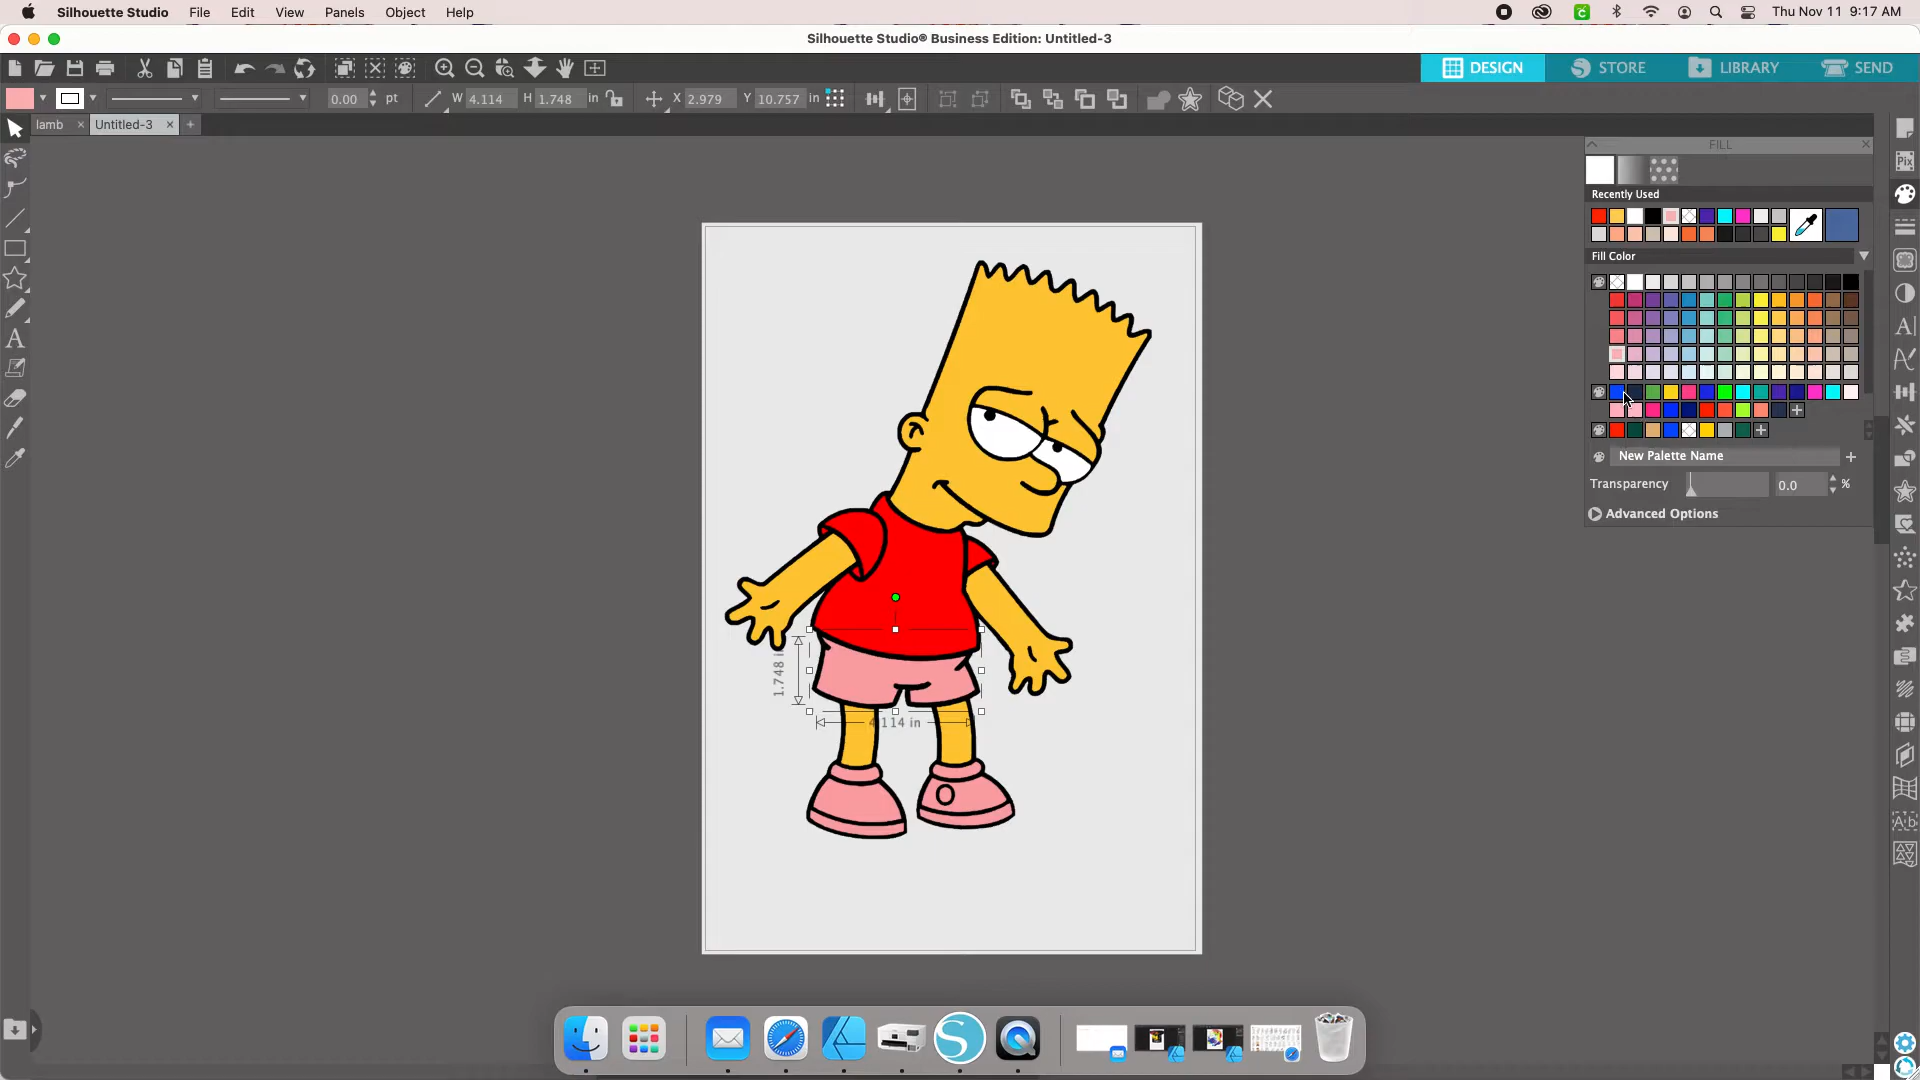 Silhouette Studio File Edit View Panels Object Help Thu Nov 11 9:17 AM
Silhouette Studio® Business Edition: Untitled-3
DESIGN STORE LIBRARY SEND
0.00 pt W 4.114 H 1.748 in X 2.979 Y 10.757 in
lamb Untitled-3
FILL
Recently Used
Fill Color
New Palette Name
Transparency 0.0 %
Advanced Options
1.748 i
4.114 in